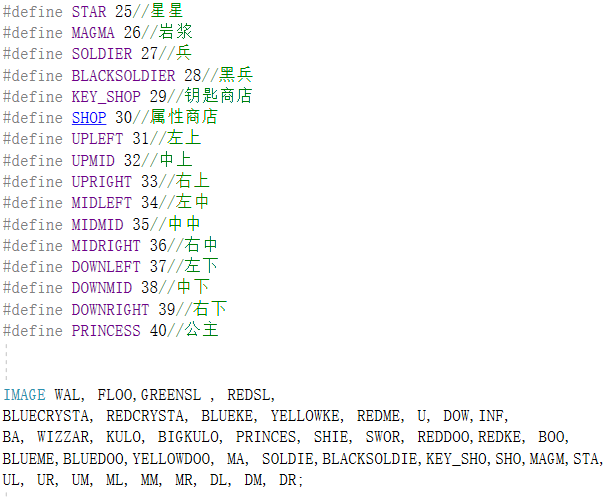 #define STAR 25//星星
#define MAGMA 26//岩浆
#define SOLDIER 27//兵
#define BLACKSOLDIER 28//黑兵
#define KEY_SHOP 29//钥匙商店
#define SHOP 30//属性商店
#define UPLEFT 31//左上
#define UPMID 32//中上
#define UPRIGHT 33//右上
#define MIDLEFT 34//左中
#define MIDMID 35//中中
#define MIDRIGHT 36//右中
#define DOWNLEFT 37//左下
#define DOWNMID 38//中下
#define DOWNRIGHT 39//右下
#define PRINCESS 40//公主
IMAGE WAL, FLOO,GREENSL , REDSL,
BLUECRYSTA, REDCRYSTA, BLUEKE, YELLOWKE, REDME, U, DOW,INF,
BA, WIZZAR, KULO, BIGKULO, PRINCES, SHIE, SWOR, REDDOO,REDKE, BOO,
BLUEME,BLUEDOO,YELLOWDOO, MA, SOLDIE,BLACKSOLDIE,KEY_SHO,SHO,MAGM,STA,
UL, UR, UM, ML, MM, MR, DL, DM, DR;